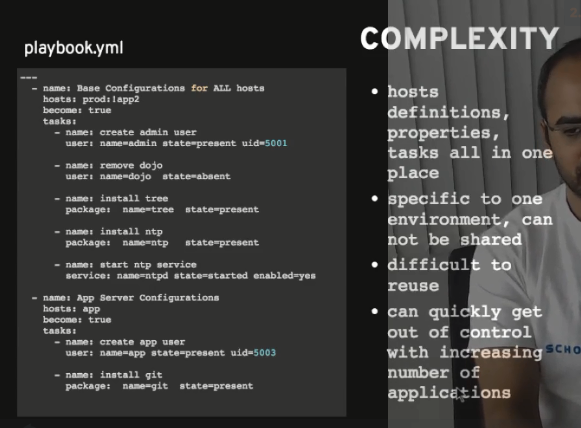 COMPLEXITY
playbook.yml
---
- name: Base Configurations for ALL hosts
hosts: prod:!app2
become: true
tasks:
- name: create admin user
user: name=admin state=present uid=5001
- name: remove dojo
user: name=dojo state=absent
- name: install tree
package: name=tree state=present
- name: install ntp
package: name=ntp state=present
- name: start ntp service
service: name=ntpd state=started enabled=yes
- name: App Server Configurations
hosts: app
become: true
tasks:
- name: create app user
user: name=app state=present uid=5003
- name: install git
package: name=git state=present
• hosts
definitions,
properties,
tasks all in one
place
• specific to one
environment, can
not be shared
• difficult to
reuse
• can quickly get
out of control
with increasing
number of
applications
SCHO